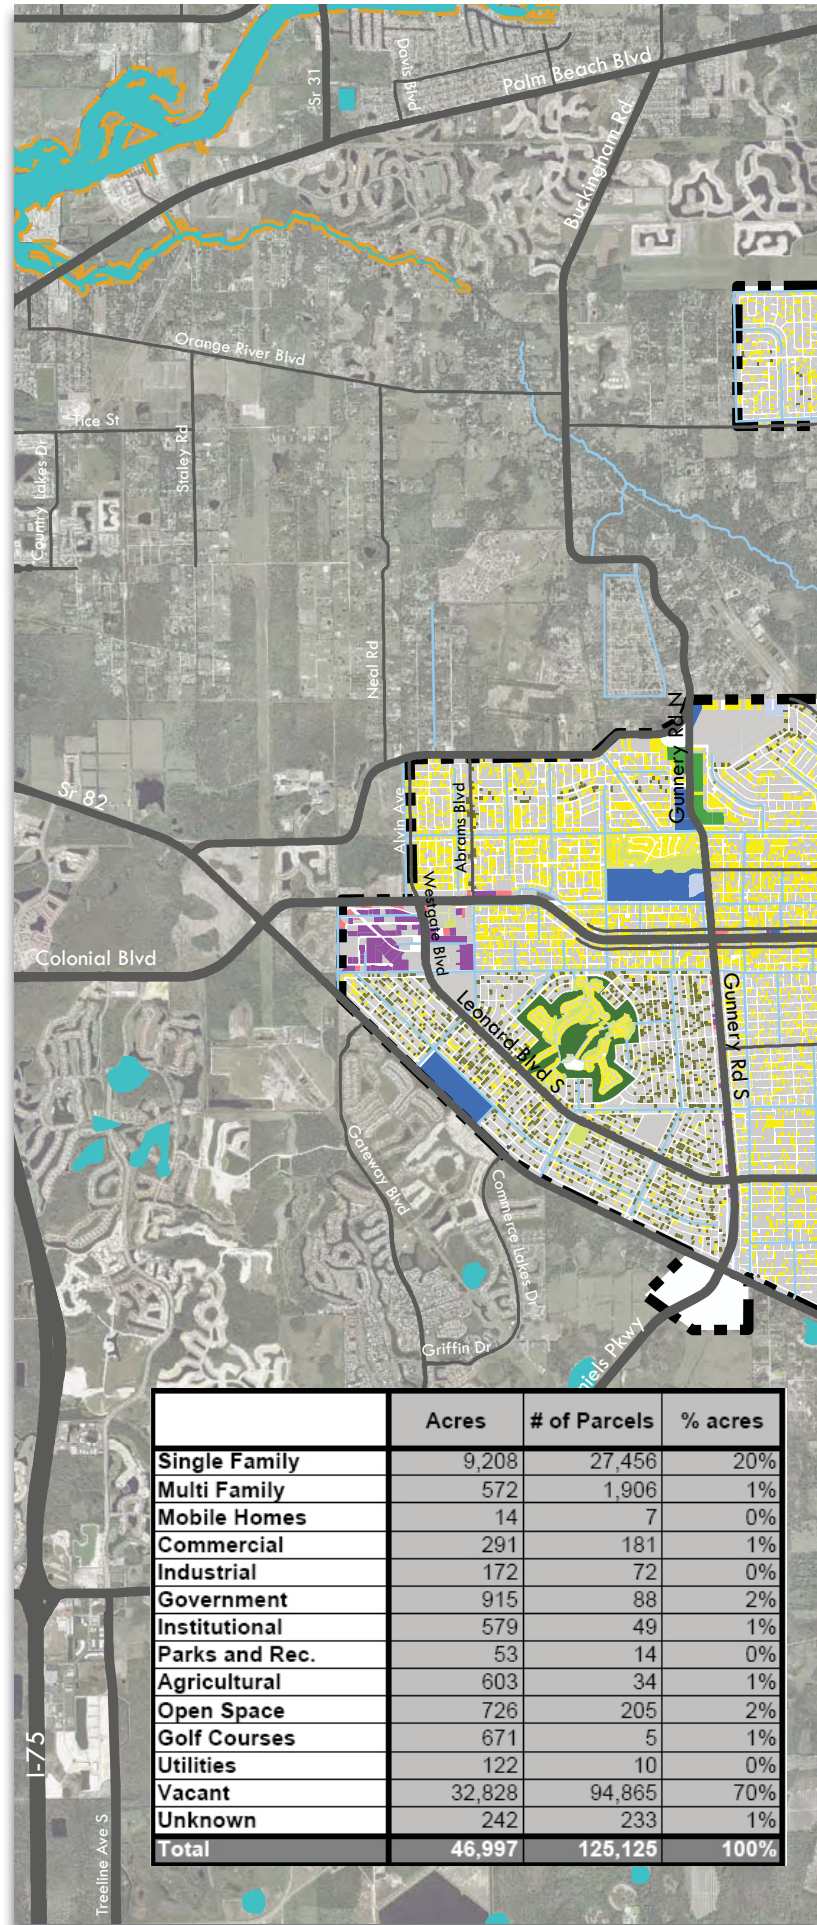 Davis Blvd
Palm Beach Blvd
Sr 31
Buckingham Rd.
Orange River Blvd
Tice St
Staley Rd
Country Lakes Dr
Neal Rd
Gunnery Rd N
Sr 82
Alvin Ave
Abrams Blvd
Westgate Blvd
Colonial Blvd
Leonard Blvd S
Gunnery Rd S
Gateway Blvd
Commerce Lakes Dr
Griffin Dr
niels Pkwy
Acres # of Parcels % acres
Single Family 9,208 27,456 20%
Multi Family 572 1,906 1%
Mobile Homes 14 7 0%
Commercial 291 181 1%
Industrial 172 72 0%
Government 915 88 2%
Institutional 579 49 1%
Parks and Rec. 53 14 0%
Agricultural 603 34 1%
Open Space 726 205 2%
Golf Courses 671 5 1%
Utilities 122 10 0%
Vacant 32,828 94,865 70%
Unknown 242 233 1%
Total 46,997 125,125 100%
I-75
Treeline Ave S